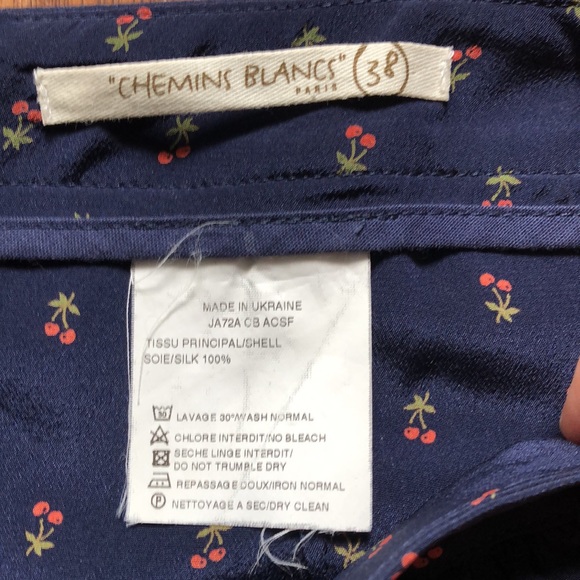 "CHEMINS BLANCS" 38
PARIS
MADE IN UKRAINE
JA72A CB ACSF
TISSU PRINCIPAL/SHELL
SOIE/SILK 100%
30
LAVAGE 30°/WASH NORMAL
CHLORE INTERDIT/NO BLEACH
SECHE LINGE INTERDIT/
DO NOT TRUMBLE DRY
REPASSAGE DOUX/IRON NORMAL
P NETTOYAGE A SEC/DRY CLEAN